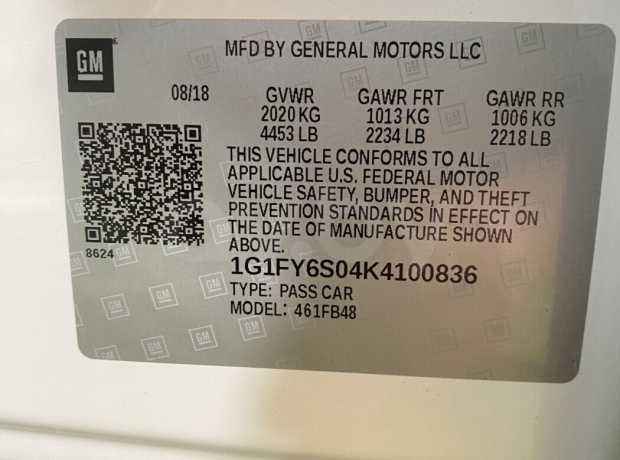 GM
MFD BY GENERAL MOTORS LLC
08/18 GVWR GAWR FRT GAWR RR
2020 KG 1013 KG 1006 KG
4453 LB 2234 LB 2218 LB
THIS VEHICLE CONFORMS TO ALL
APPLICABLE U.S. FEDERAL MOTOR
VEHICLE SAFETY, BUMPER, AND THEFT
PREVENTION STANDARDS IN EFFECT ON
THE DATE OF MANUFACTURE SHOWN
ABOVE.
8624
1G1FY6S04K4100836
TYPE: PASS CAR
MODEL: 461FB48